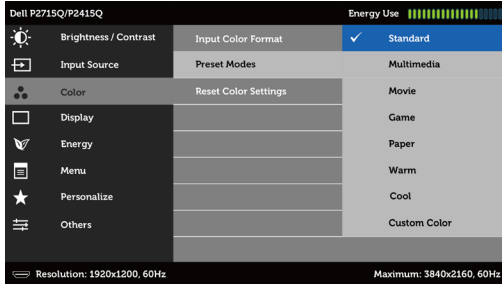 Dell P2715Q/P2415Q Energy Use
Brightness / Contrast Input Color Format Standard
Input Source Preset Modes Multimedia
Color Reset Color Settings Movie
Display Game
Energy Paper
Menu Warm
Personalize Cool
Others Custom Color
Resolution: 1920x1200, 60Hz Maximum: 3840x2160, 60Hz